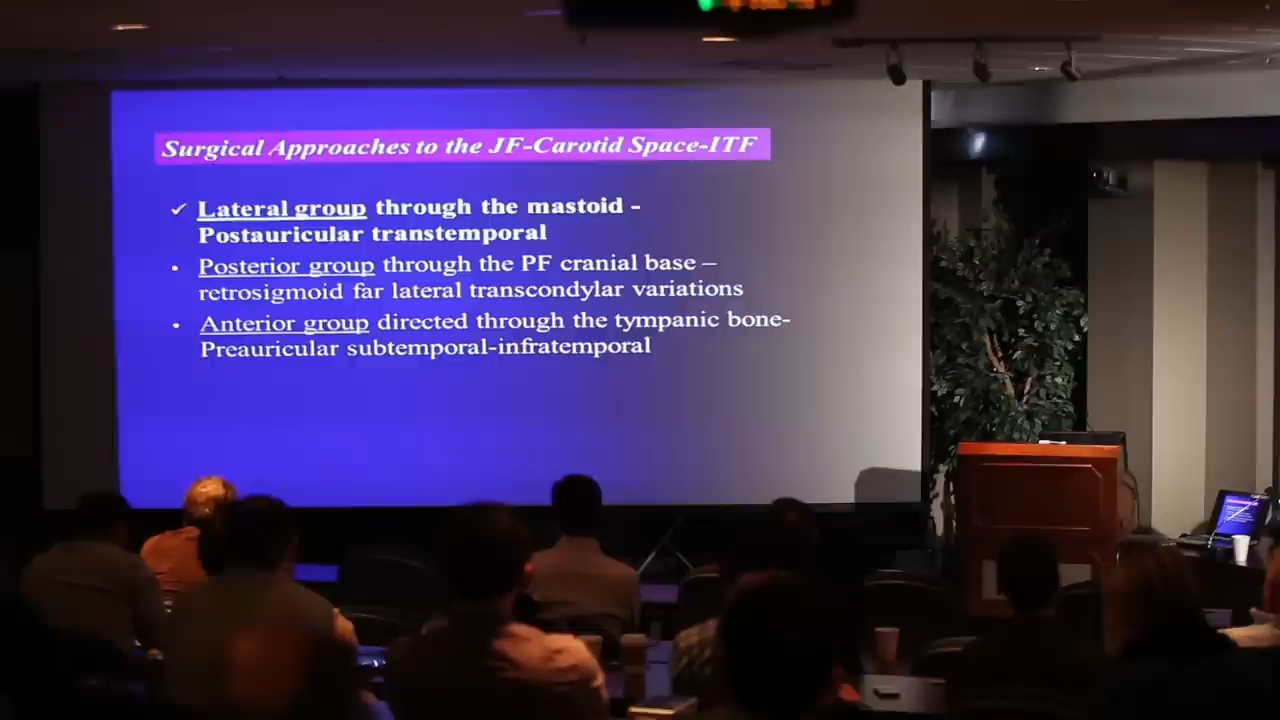 Surgical Approaches to the JF-Carotid Space-ITF
✓ Lateral group through the mastoid -
Postauricular transtemporal
• Posterior group through the PF cranial base –
retrosigmoid far lateral transcondylar variations
• Anterior group directed through the tympanic bone-
Preauricular subtemporal-infratemporal